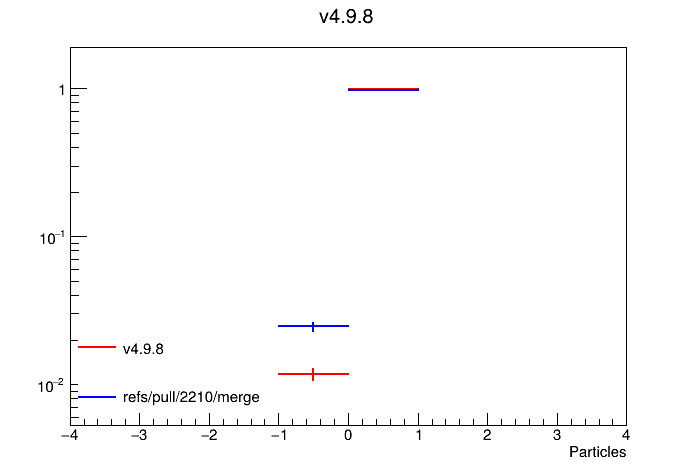 v4.9.8
1
10⁻¹
10⁻²
v4.9.8
refs/pull/2210/merge
−4 −3 −2 −1 0 1 2 3 4
Particles